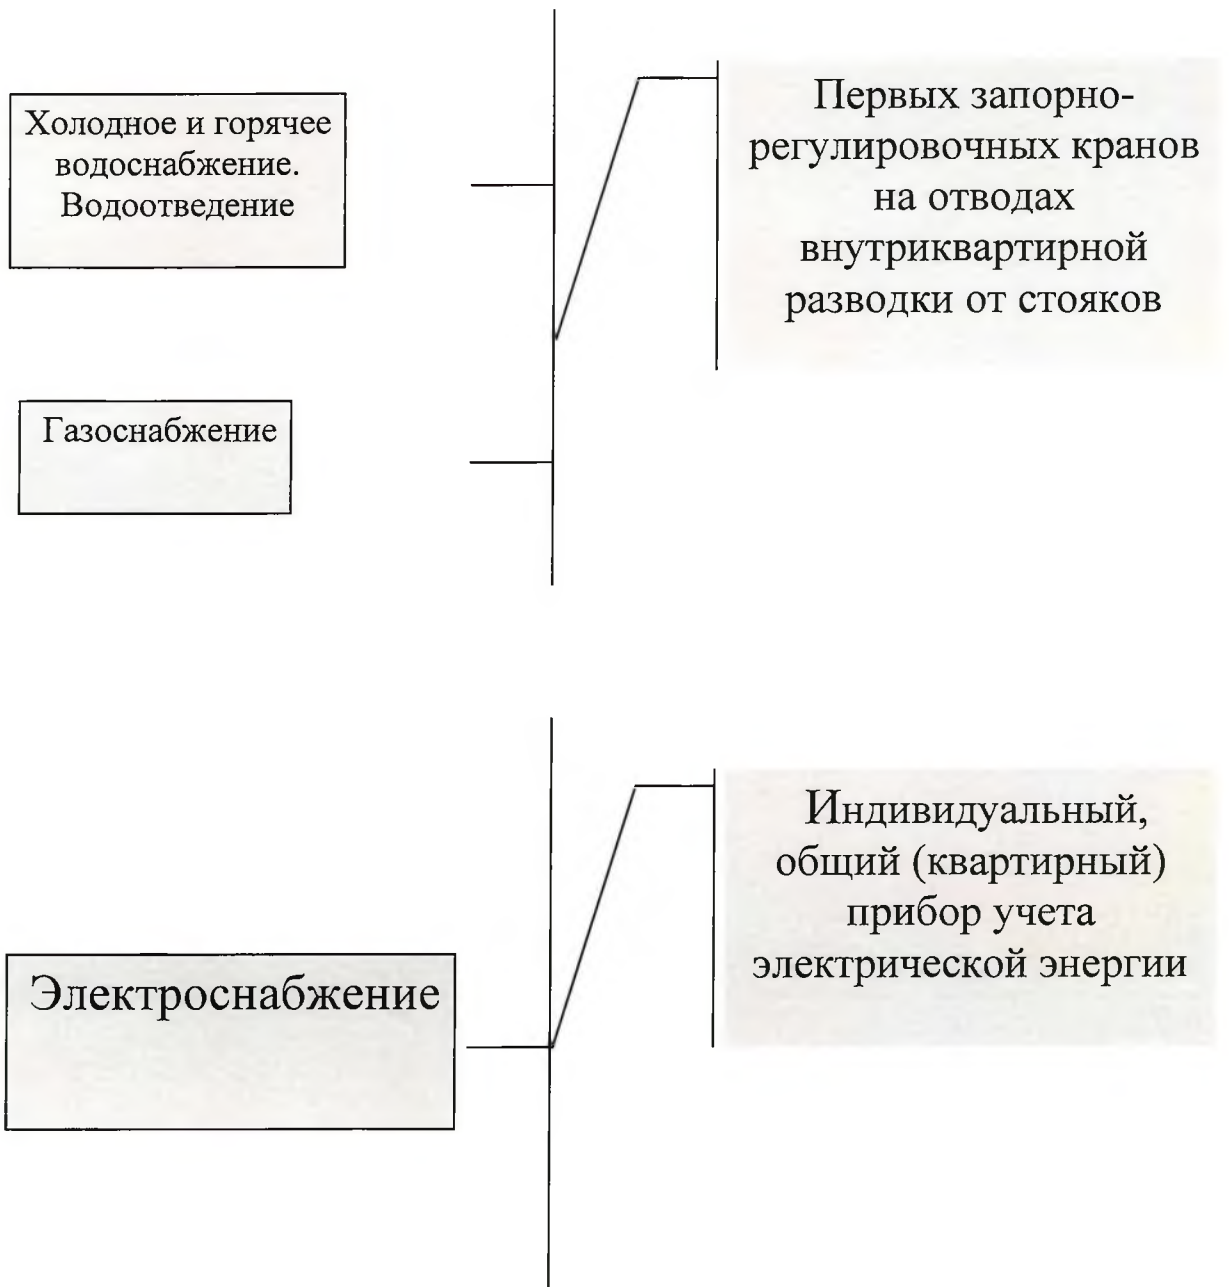 Холодное и горячее
водоснабжение.
Водоотведение
Первых запорно-
регулировочных кранов
на отводах
внутриквартирной
разводки от стояков
Газоснабжение
Индивидуальный,
общий (квартирный)
прибор учета
электрической энергии
Электроснабжение